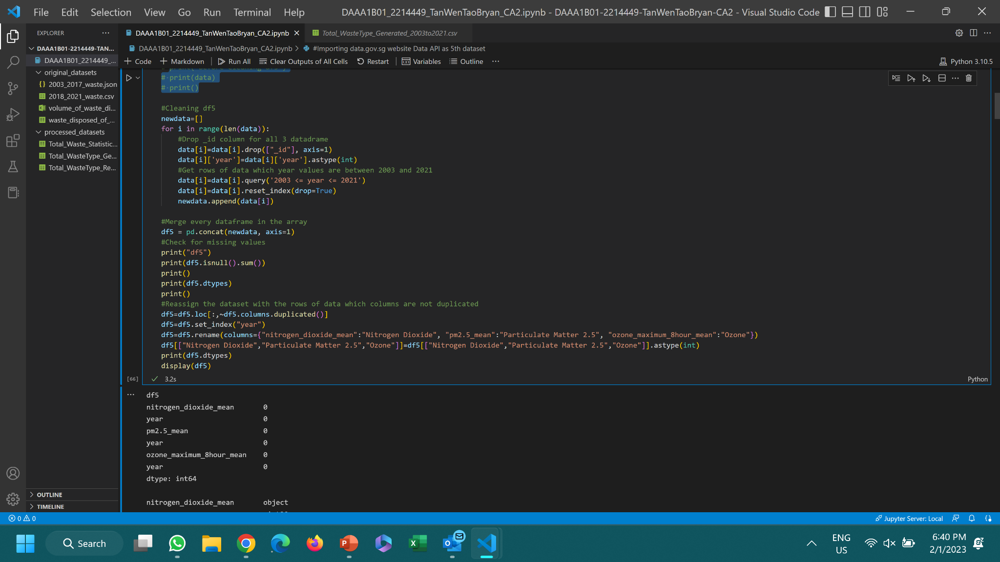 File Edit Selection View Go Run Terminal Help DAAA1B01_2214449_TanWenTaoBryan_CA2.ipynb - DAAA1B01-2214449-TanWenTaoBryan-CA2 - Visual Studio Code
EXPLORER
DAAA1B01_2214449_TanWenTaoBryan_CA2.ipynb
Total_WasteType_Generated_2003to2021.csv
DAAA1B01-2214449-TAN...
DAAA1B01_2214449_TanWenTaoBryan_CA2.ipynb > #Importing data.gov.sg website Data API as 5th dataset
DAAA1B01_2214449_...
Code Markdown Run All Clear Outputs of All Cells Restart Variables Outline ... Python 3.10.5
original_datasets
2003_2017_waste.json
2018_2021_waste.csv
volume_of_waste_di...
waste_disposed_of_...
processed_datasets
Total_Waste_Statistic...
Total_WasteType_Ge...
Total_WasteType_Re...
OUTLINE
TIMELINE
# print(data)
# print()
#Cleaning df5
newdata=[]
for i in range(len(data)):
#Drop _id column for all 3 datadrame
data[i]=data[i].drop(["_id"], axis=1)
data[i]['year']=data[i]['year'].astype(int)
#Get rows of data which year values are between 2003 and 2021
data[i]=data[i].query('2003 <= year <= 2021')
data[i]=data[i].reset_index(drop=True)
newdata.append(data[i])
#Merge every dataframe in the array
df5 = pd.concat(newdata, axis=1)
#Check for missing values
print("df5")
print(df5.isnull().sum())
print()
print(df5.dtypes)
print()
#Reassign the dataset with the rows of data which columns are not duplicated
df5=df5.loc[:,~df5.columns.duplicated()]
df5=df5.set_index("year")
df5=df5.rename(columns={"nitrogen_dioxide_mean":"Nitrogen Dioxide", "pm2.5_mean":"Particulate Matter 2.5", "ozone_maximum_8hour_mean":"Ozone"})
df5[["Nitrogen Dioxide","Particulate Matter 2.5","Ozone"]]=df5[["Nitrogen Dioxide","Particulate Matter 2.5","Ozone"]].astype(int)
print(df5.dtypes)
display(df5)
[66] 3.2s Python
df5
nitrogen_dioxide_mean 0
year 0
pm2.5_mean 0
year 0
ozone_maximum_8hour_mean 0
year 0
dtype: int64
nitrogen_dioxide_mean object
0 0 Jupyter Server: Local
Search
ENG
US
6:40 PM
2/1/2023